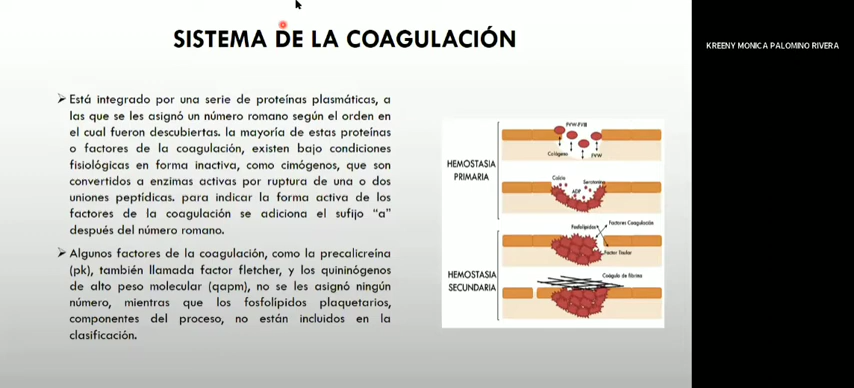 SISTEMA DE LA COAGULACIÓN
KREENY MONICA PALOMINO RIVERA
➢ Está integrado por una serie de proteínas plasmáticas, a
las que se les asignó un número romano según el orden en
el cual fueron descubiertas. la mayoría de estas proteínas
o factores de la coagulación, existen bajo condiciones
fisiológicas en forma inactiva, como cimógenos, que son
convertidos a enzimas activas por ruptura de una o dos
uniones peptídicas. para indicar la forma activa de los
factores de la coagulación se adiciona el sufijo “a”
después del número romano.
➢ Algunos factores de la coagulación, como la precalicreína
(pk), también llamada factor fletcher, y los quininógenos
de alto peso molecular (qapm), no se les asignó ningún
número, mientras que los fosfolípidos plaquetarios,
componentes del proceso, no están incluidos en la
clasificación.
HEMOSTASIA
PRIMARIA
Colágeno
FVW
Calcio
Serotonina
ADP
HEMOSTASIA
SECUNDARIA
Fosfolípidos
Factores Coagulación
Factor Tisular
Coágulo de fibrina